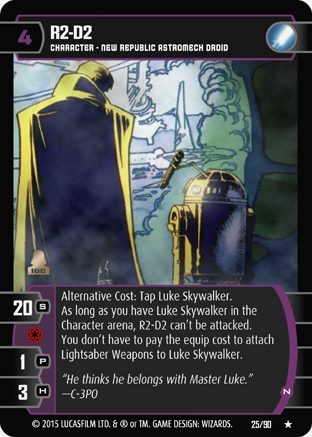 4
R2-D2
CHARACTER - NEW REPUBLIC ASTROMECH DROID
IDC
20 S
1 P
3 H
Alternative Cost: Tap Luke Skywalker.
As long as you have Luke Skywalker in the
Character arena, R2-D2 can't be attacked.
You don't have to pay the equip cost to attach
Lightsaber Weapons to Luke Skywalker.
"He thinks he belongs with Master Luke."
—C-3PO
N
© 2015 LUCASFILM LTD. & ® or TM. GAME DESIGN: WIZARDS.
25/90 ★